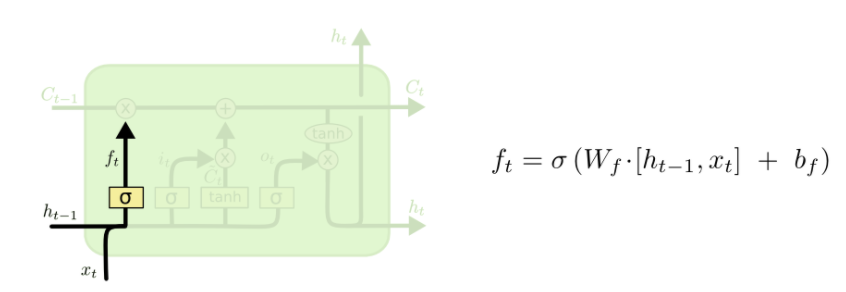 h_t
C_{t-1}
C_t
x
+
tanh
f_t
i_t
x
o_t
x
C̃_t
σ
σ
tanh
σ
h_{t-1}
h_t
x_t
f_t = σ (W_f · [h_{t-1}, x_t] + b_f)